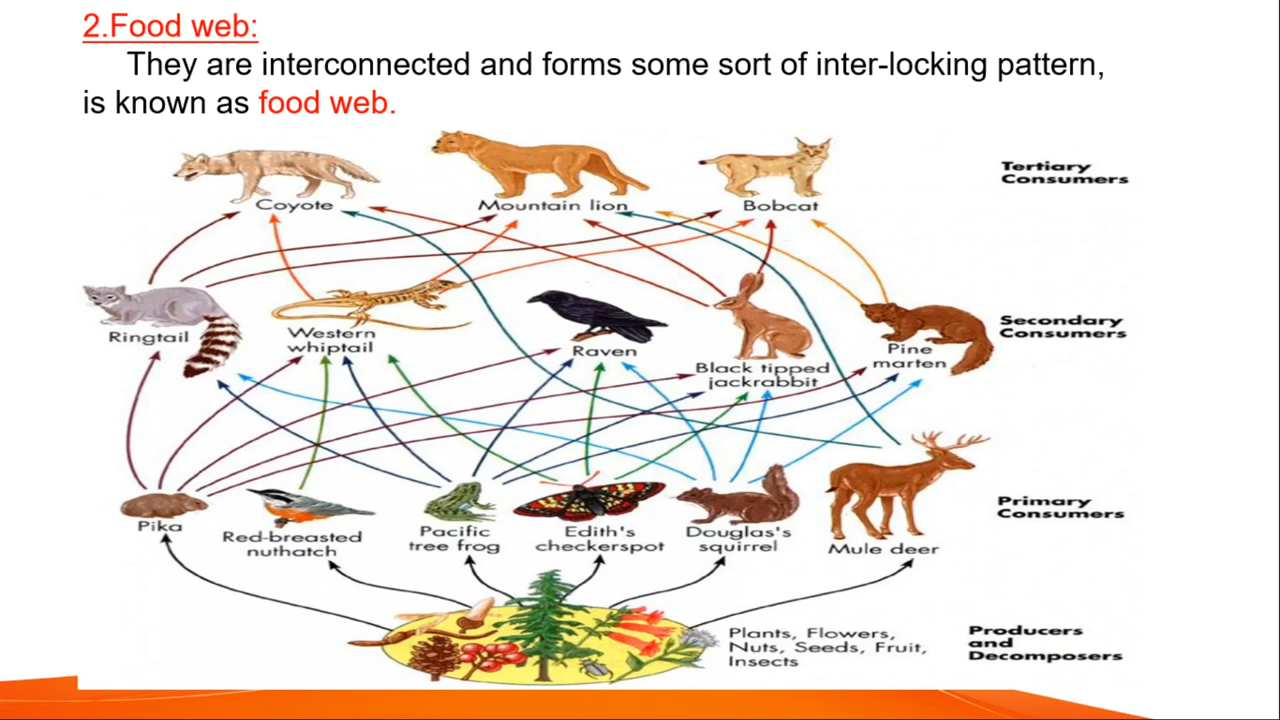 2.Food web:
They are interconnected and forms some sort of inter-locking pattern,
is known as food web.
Tertiary
Consumers
Coyote
Mountain lion
Bobcat
Ringtail
Western
whiptail
Raven
Black tipped
jackrabbit
Pine
marten
Secondary
Consumers
Pika
Red-breasted
nuthatch
Pacific
tree frog
Edith's
checkerspot
Douglas's
squirrel
Mule deer
Primary
Consumers
Plants, Flowers,
Nuts, Seeds, Fruit,
Insects
Producers
and
Decomposers